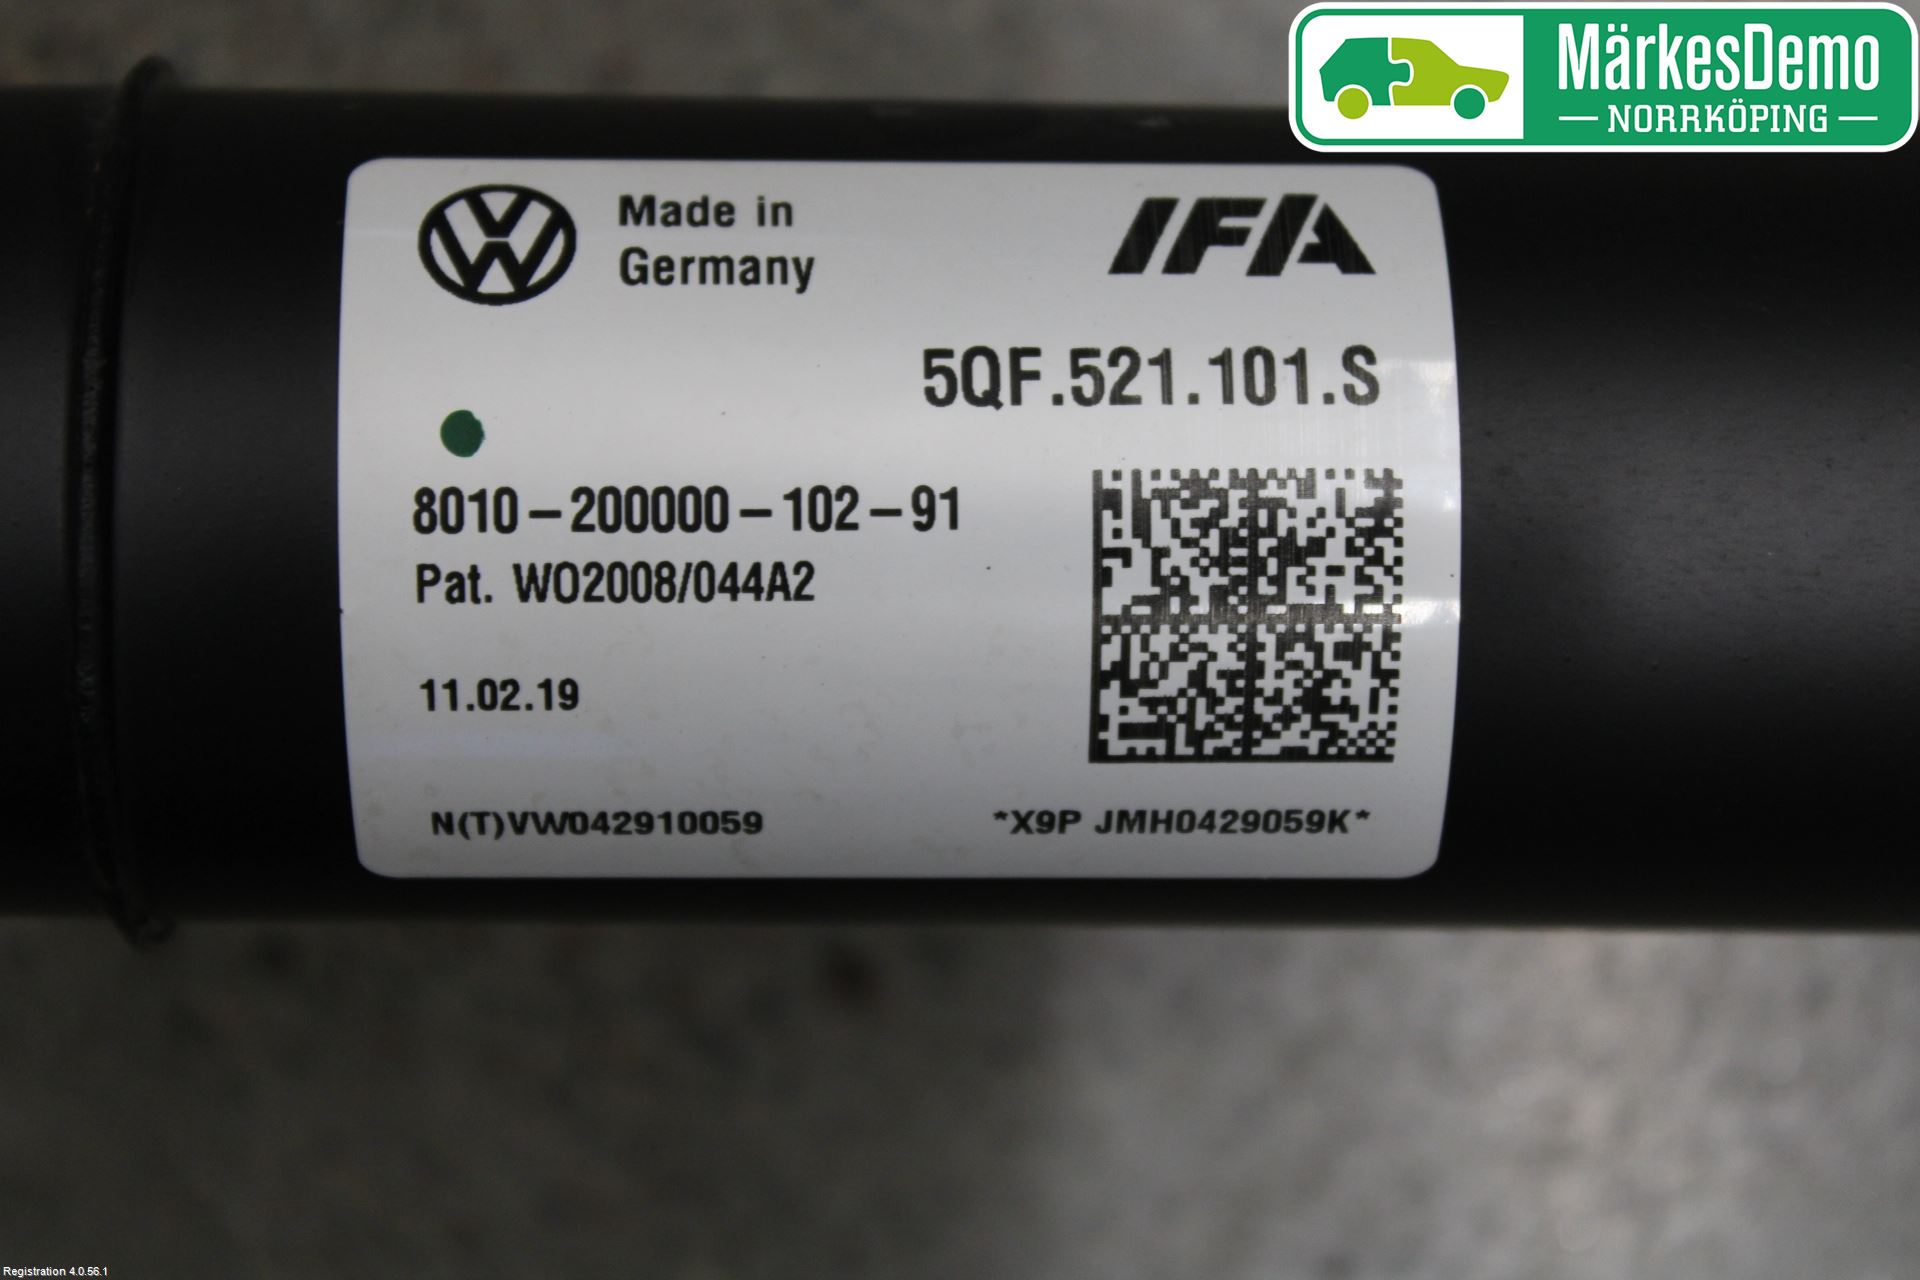 MärkesDemo
NORRKÖPING
Made in
Germany
IFA
5QF.521.101.S
8010-200000-102-91
Pat. WO2008/044A2
11.02.19
N(T)VW042910059
*X9P JMH0429059K*
Registration 4.0.56.1